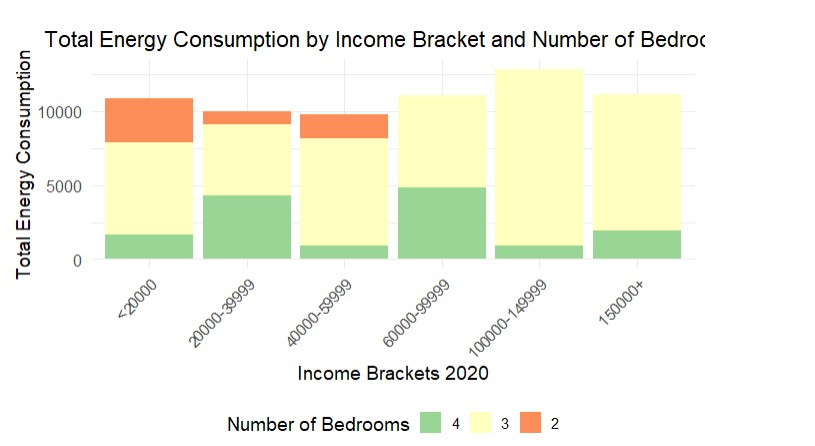 Total Energy Consumption by Income Bracket and Number of Bedroo
Total Energy Consumption
10000
5000
0
<20000
20000-39999
40000-59999
60000-99999
100000-149999
150000+
Income Brackets 2020
Number of Bedrooms 4 3 2